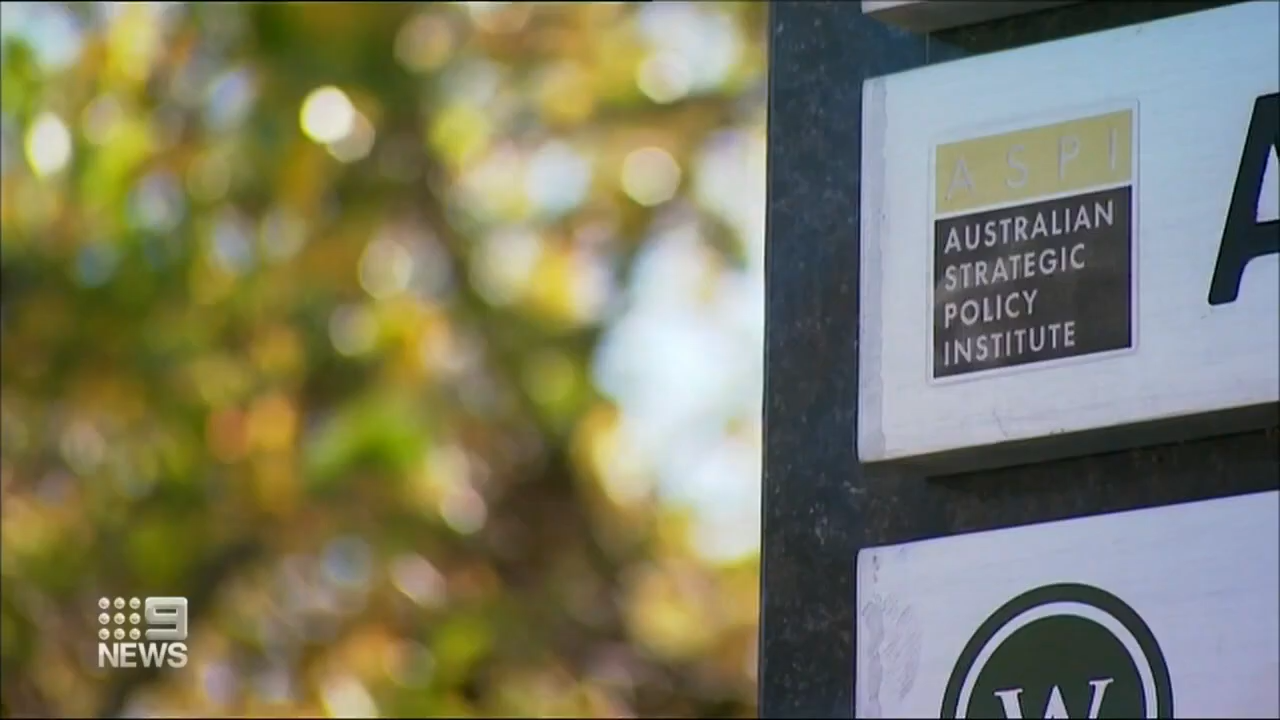 ASPI
AUSTRALIAN
STRATEGIC
POLICY
INSTITUTE
A
W
9
NEWS